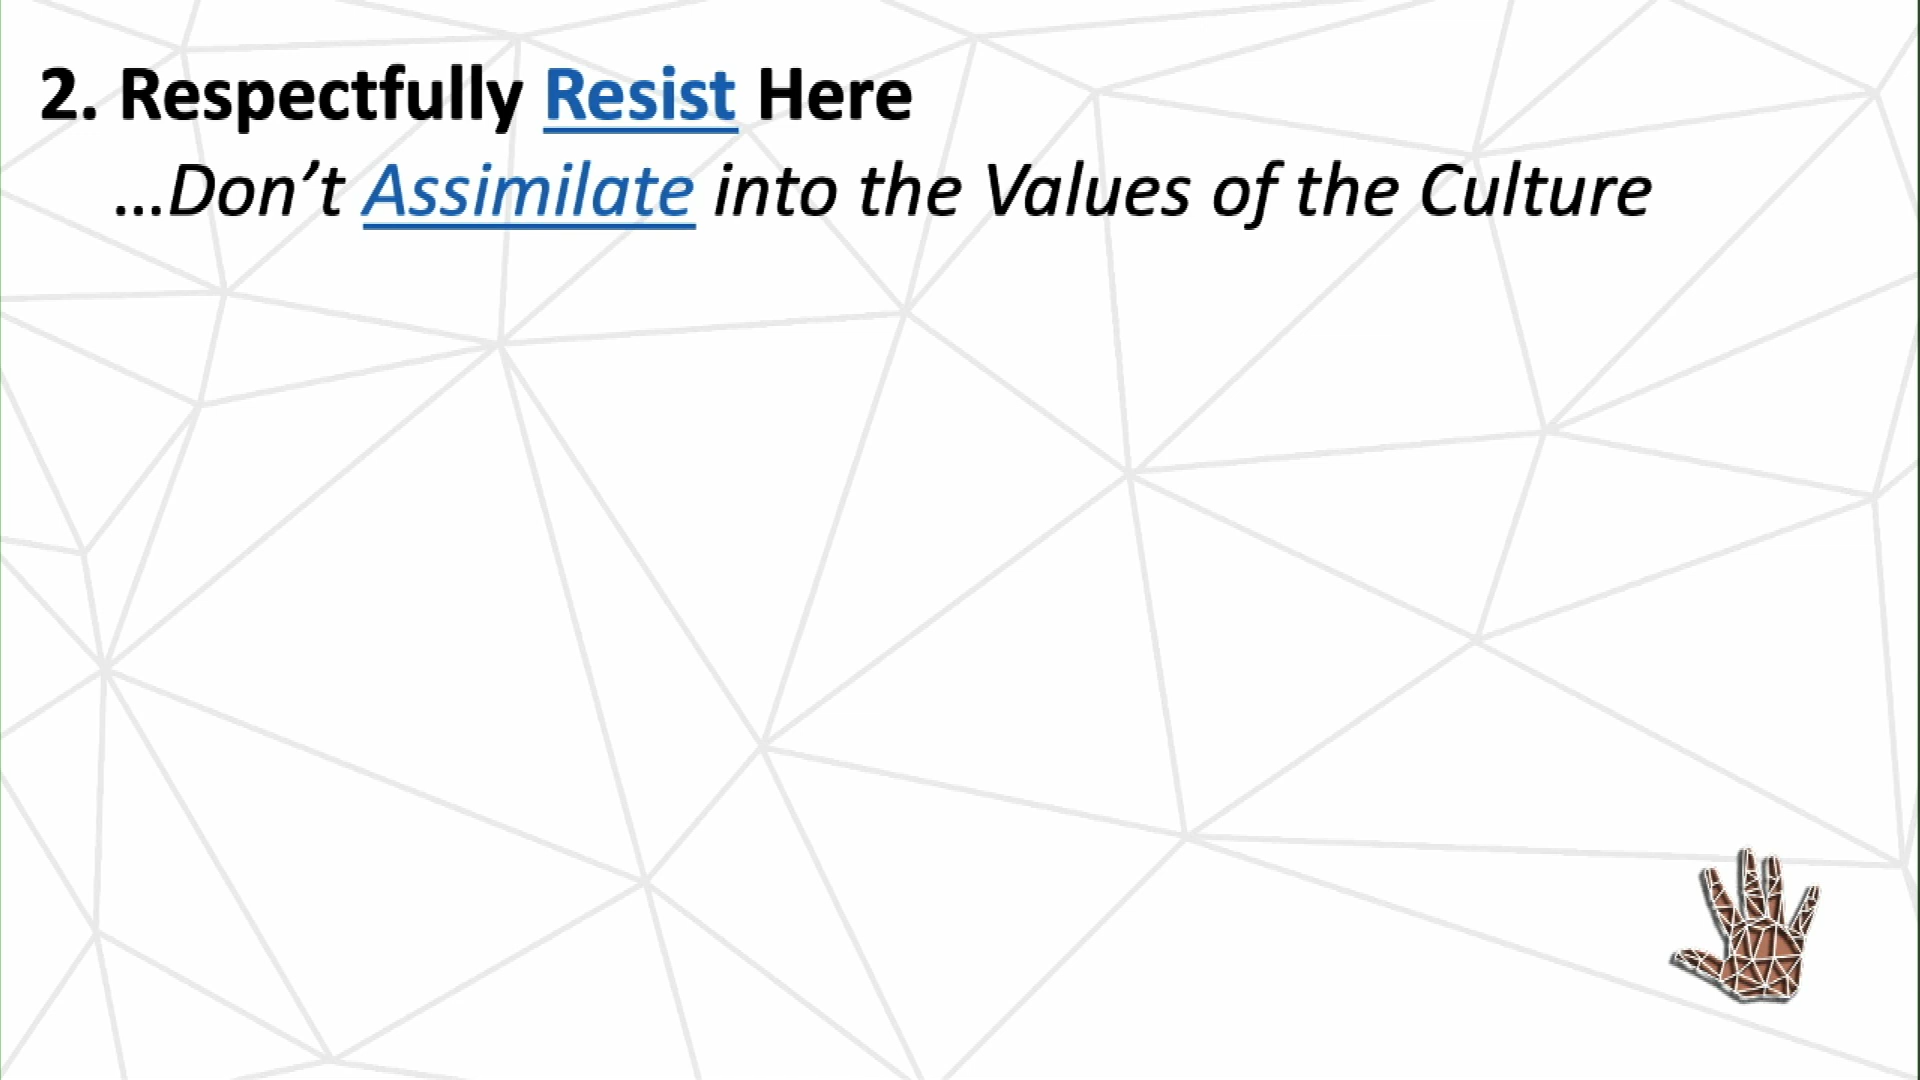 2. Respectfully Resist Here
...Don’t Assimilate into the Values of the Culture